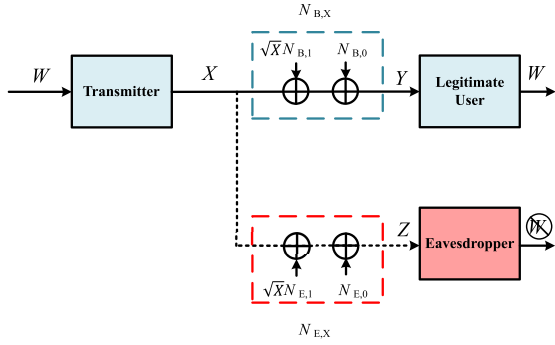 N_B,X
√X N_B,1 N_B,0
W Transmitter X Y Legitimate User W
Z Eavesdropper W
√X N_E,1 N_E,0
N_E,X